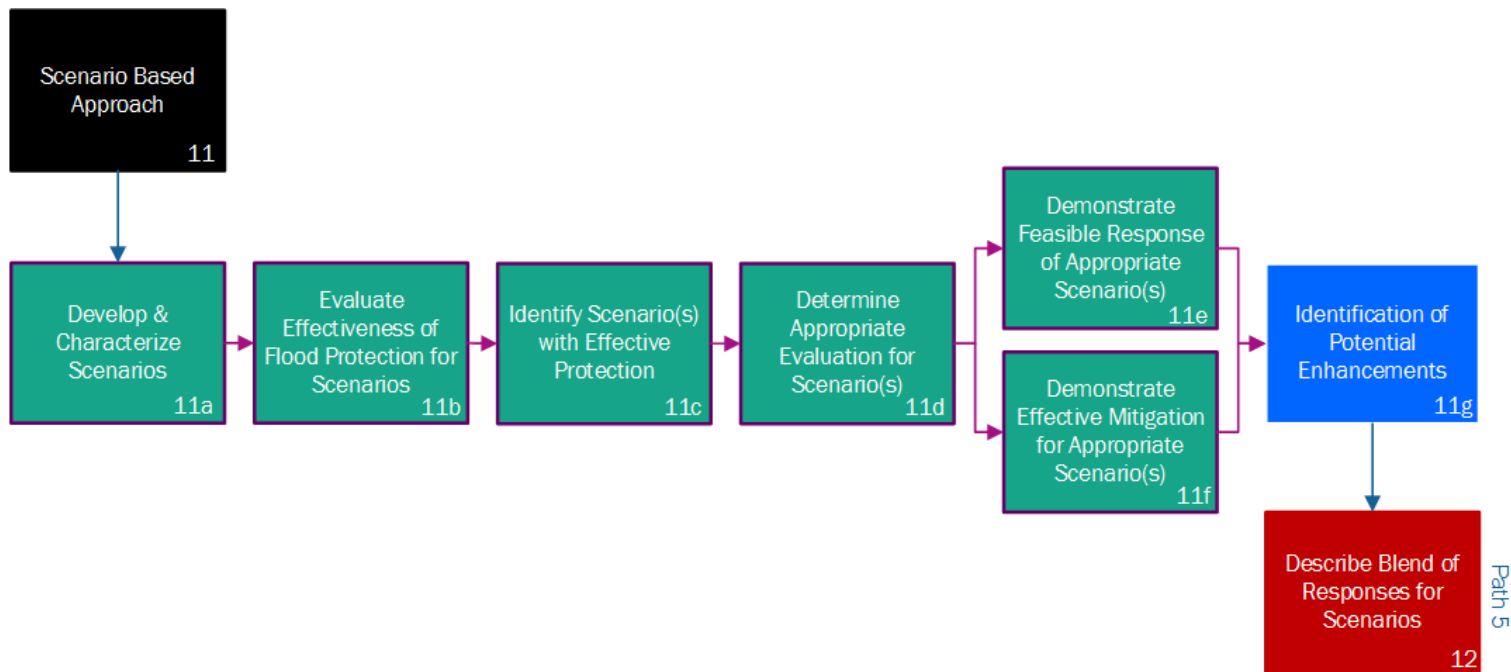 Scenario Based
Approach
11
Develop &
Characterize
Scenarios
11a
Evaluate
Effectiveness of
Flood Protection for
Scenarios
11b
Identify Scenario(s)
with Effective
Protection
11c
Determine
Appropriate
Evaluation for
Scenario(s)
11d
Demonstrate
Feasible Response
of Appropriate
Scenario(s)
11e
Demonstrate
Effective Mitigation
for Appropriate
Scenario(s)
11f
Identification of
Potential
Enhancements
11g
Describe Blend of
Responses for
Scenarios
12
Path 5